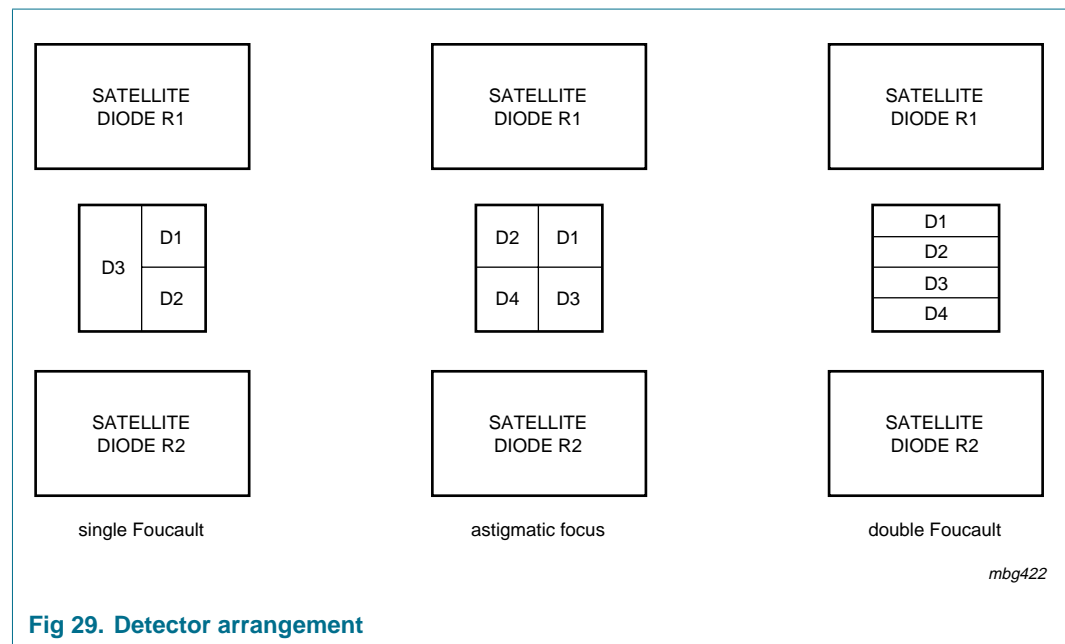 SATELLITE
DIODE R1
SATELLITE
DIODE R1
SATELLITE
DIODE R1
D3
D1
D2
D2
D1
D4
D3
D1
D2
D3
D4
SATELLITE
DIODE R2
SATELLITE
DIODE R2
SATELLITE
DIODE R2
single Foucault
astigmatic focus
double Foucault
mbg422
Fig 29. Detector arrangement